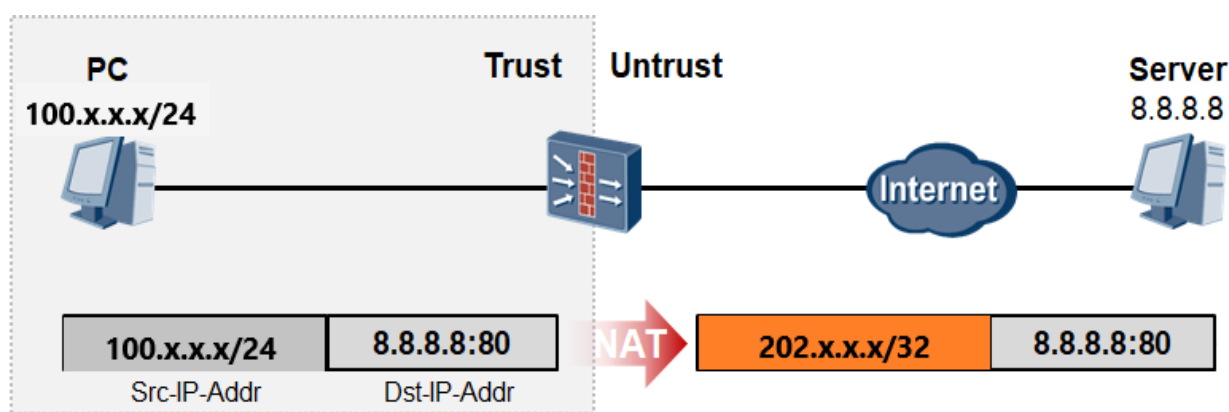 PC
100.x.x.x/24
Trust
Untrust
Server
8.8.8.8
Internet
100.x.x.x/24
8.8.8.8:80
NAT
202.x.x.x/32
8.8.8.8:80
Src-IP-Addr
Dst-IP-Addr